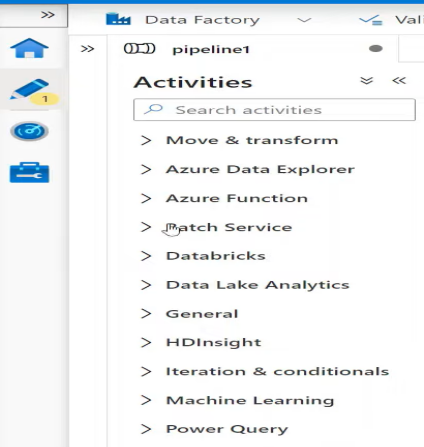 Data Factory
Vali
pipeline1
1
Activities
Search activities
Move & transform
Azure Data Explorer
Azure Function
Batch Service
Databricks
Data Lake Analytics
General
HDInsight
Iteration & conditionals
Machine Learning
Power Query